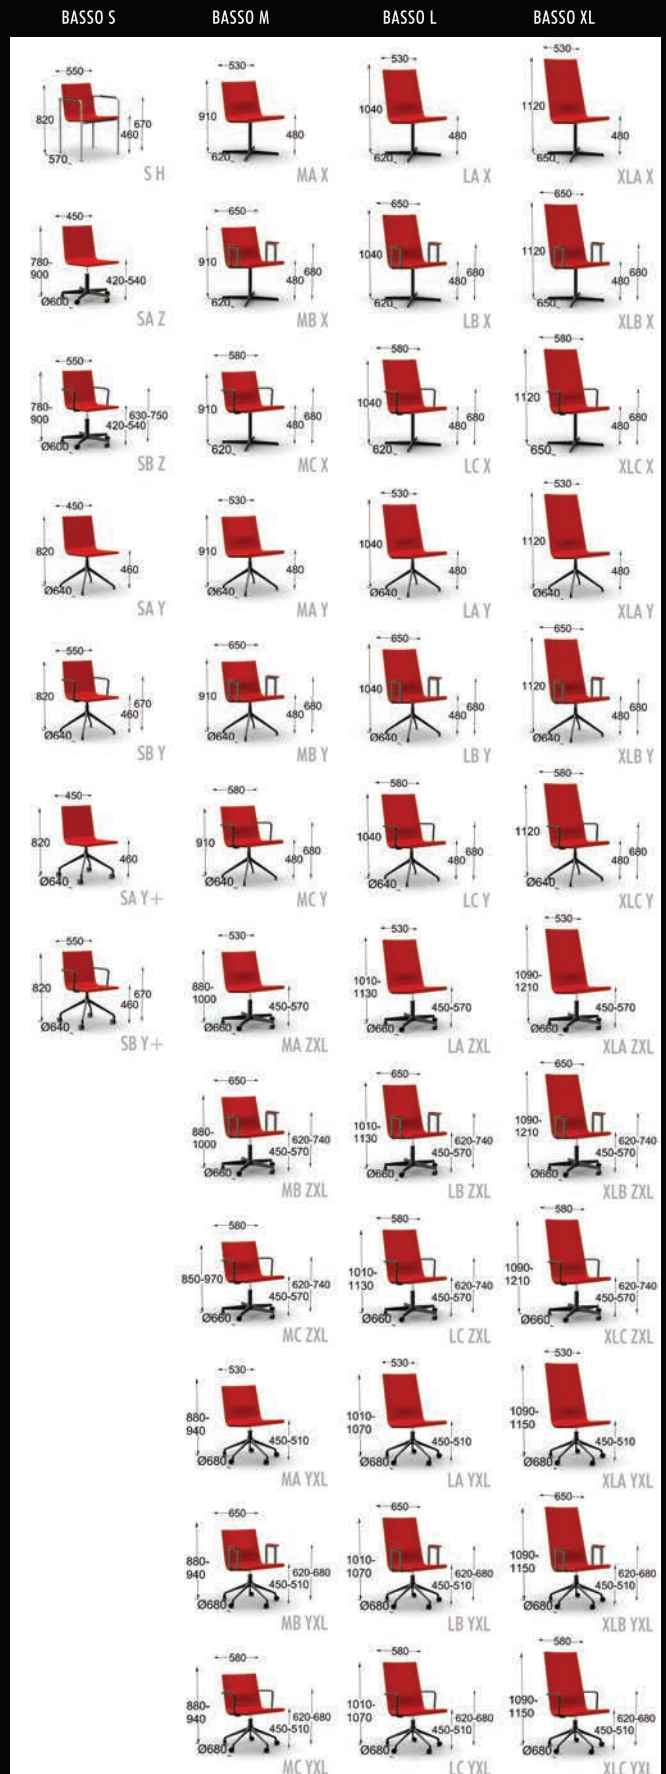 BASSO S BASSO M BASSO L BASSO XL
550 530 530 530
820 670 460 570 910 480 620 1040 480 620 1120 480 650
S H MA X LA X XLA X
450 650 650 650
780-900 420-540 Ø600 910 680 480 620 1040 680 480 620 1120 680 480 650
SA Z MB X LB X XLB X
550 580 580 580
780-900 630-750 420-540 Ø600 910 680 480 620 1040 680 480 620 1120 680 480 650
SB Z MC X LC X XLC X
450 530 530 530
820 460 Ø640 910 480 Ø640 1040 480 Ø640 1120 480 Ø640
SA Y MA Y LA Y XLA Y
550 650 650 650
820 670 460 Ø640 910 680 480 Ø640 1040 680 480 Ø640 1120 680 480 Ø640
SB Y MB Y LB Y XLB Y
450 580 580 580
820 460 Ø640 910 680 480 Ø640 1040 680 480 Ø640 1120 680 480 Ø640
SA Y+ MC Y LC Y XLC Y
550 530 530 530
820 670 460 Ø640 880-1000 450-570 Ø660 1010-1130 450-570 Ø660 1090-1210 450-570 Ø660
SB Y+ MA ZXL LA ZXL XLA ZXL
650 650 650
880-1000 620-740 450-570 Ø660 1010-1130 620-740 450-570 Ø660 1090-1210 620-740 450-570 Ø660
MB ZXL LB ZXL XLB ZXL
580 580 580
850-970 620-740 450-570 Ø660 1010-1130 620-740 450-570 Ø660 1090-1210 620-740 450-570 Ø660
MC ZXL LC ZXL XLC ZXL
530 530 530
880-940 450-510 Ø680 1010-1070 450-510 Ø680 1090-1150 450-510 Ø680
MA YXL LA YXL XLA YXL
650 650 650
880-940 620-680 450-510 Ø680 1010-1070 620-680 450-510 Ø680 1090-1150 620-680 450-510 Ø680
MB YXL LB YXL XLB YXL
580 580 580
880-940 620-680 450-510 Ø680 1010-1070 620-680 450-510 Ø680 1090-1150 620-680 450-510 Ø680
MC YXL LC YXL XLC YXL